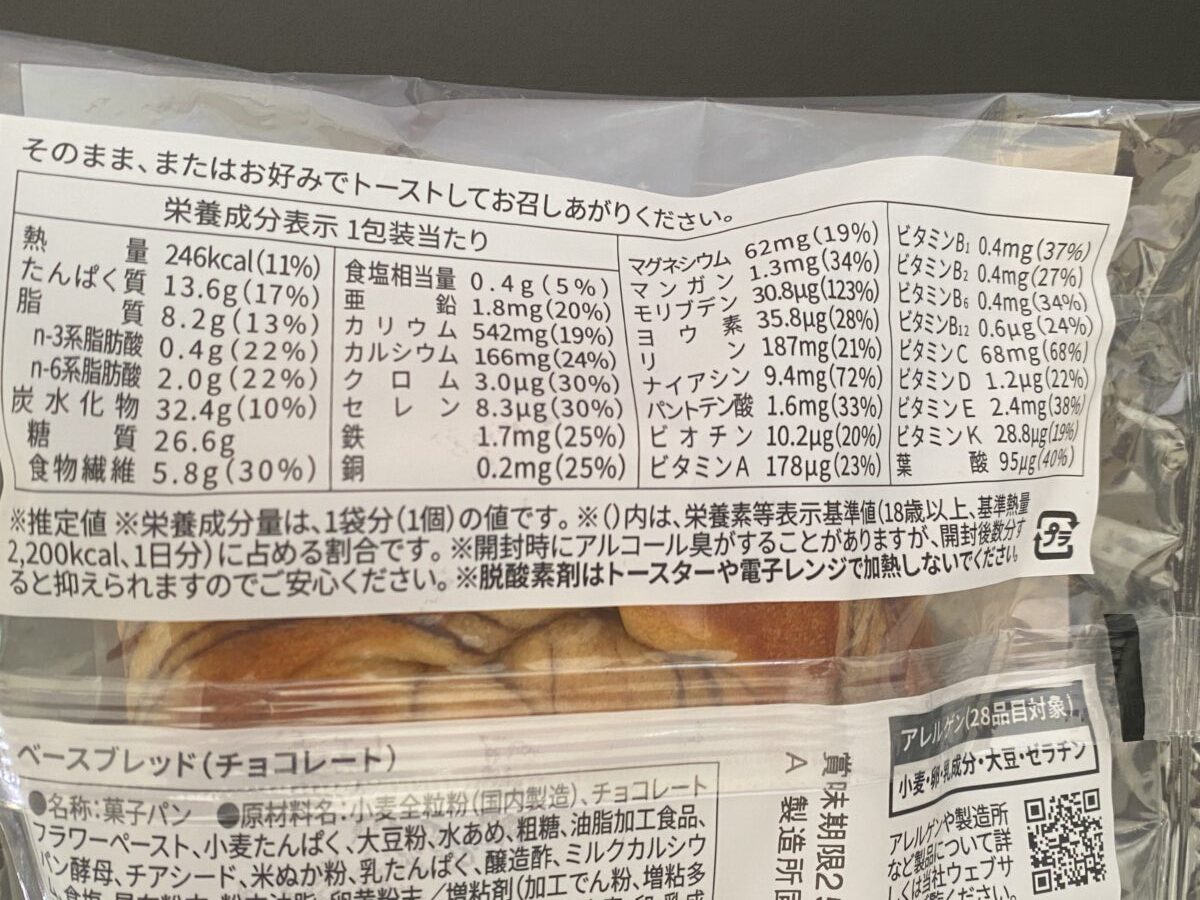 そのまま、またはお好みでトーストしてお召しあがりください。
栄養成分表示 1包装当たり
熱量 246kcal(11%)
たんぱく質 13.6g(17%)
脂質 8.2g(13%)
n-3系脂肪酸 0.4g(22%)
n-6系脂肪酸 2.0g(22%)
炭水化物 32.4g(10%)
糖質 26.6g
食物繊維 5.8g(30%)
食塩相当量 0.4g(5%)
亜鉛 1.8mg(20%)
カリウム 542mg(19%)
カルシウム 166mg(24%)
クロム 3.0μg(30%)
セレン 8.3μg(30%)
鉄 1.7mg(25%)
銅 0.2mg(25%)
マグネシウム 62mg(19%)
マンガン 1.3mg(34%)
モリブデン 30.8μg(123%)
ヨウ素 35.8μg(28%)
リン 187mg(21%)
ナイアシン 9.4mg(72%)
パントテン酸 1.6mg(33%)
ビオチン 10.2μg(20%)
ビタミンA 178μg(23%)
ビタミンB1 0.4mg(37%)
ビタミンB2 0.4mg(27%)
ビタミンB6 0.4mg(34%)
ビタミンB12 0.6μg(24%)
ビタミンC 68mg(68%)
ビタミンD 1.2μg(22%)
ビタミンE 2.4mg(38%)
ビタミンK 28.8μg(19%)
葉酸 95μg(40%)
※推定値 ※栄養成分量は、1袋分(1個)の値です。※()内は、栄養素等表示基準値(18歳以上、基準熱量
2,200kcal、1日分)に占める割合です。※開封時にアルコール臭がすることがありますが、開封後数分す
ると抑えられますのでご安心ください。※脱酸素剤はトースターや電子レンジで加熱しないでください。
プラ
ベースブレッド(チョコレート)
●名称:菓子パン ●原材料名:小麦全粒粉(国内製造)、チョコレート
フラワーペースト、小麦たんぱく、大豆粉、水あめ、粗糖、油脂加工食品、
パン酵母、チアシード、米ぬか粉、乳たんぱく、醸造酢、ミルクカルシウ
賞味期限25
A 製造所固
アレルゲン(28品目対象)
小麦・卵・乳成分・大豆・ゼラチン
アレルゲンや製造所
など製品について詳
しくは当社ウェブサ